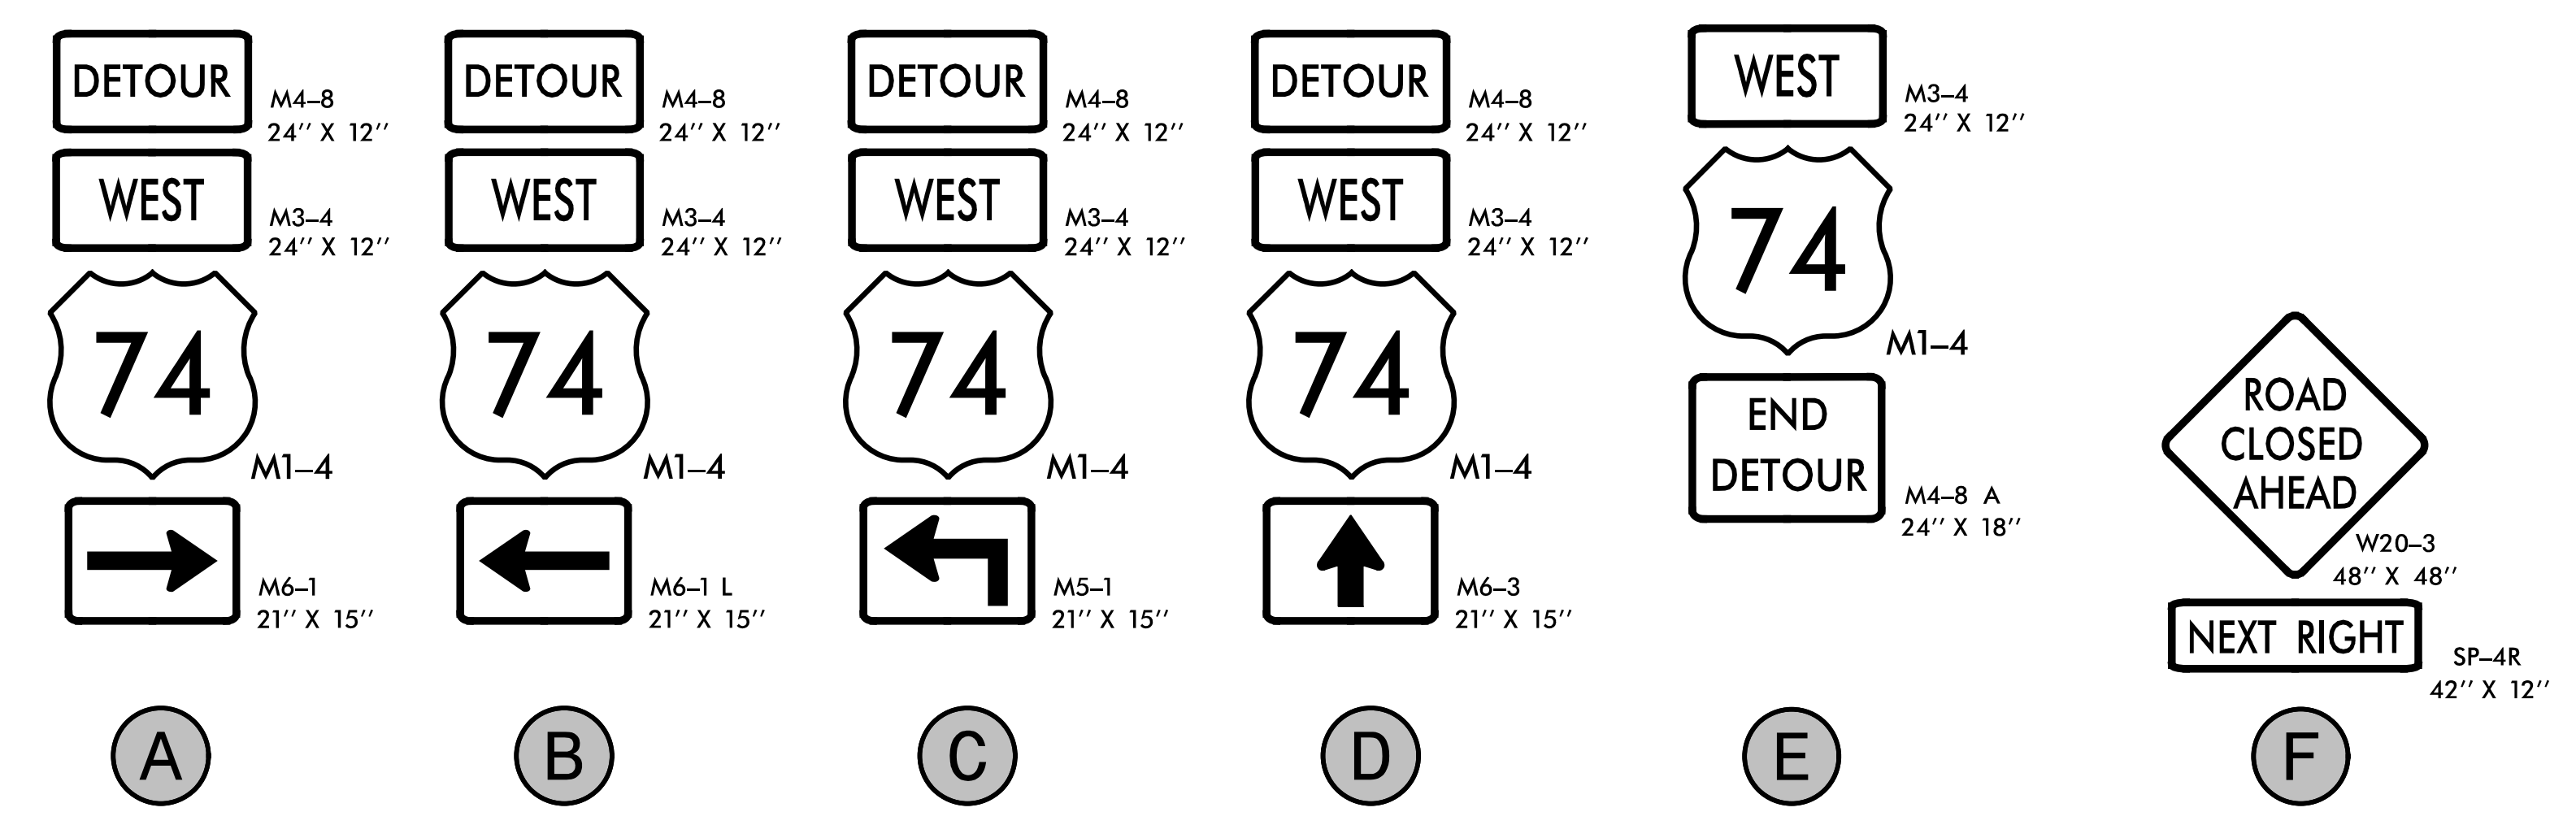 DETOUR
M4–8
24'' X 12''
WEST
M3–4
24'' X 12''
74
M1–4
M6–1
21'' X 15''
A
DETOUR
M4–8
24'' X 12''
WEST
M3–4
24'' X 12''
74
M1–4
M6–1 L
21'' X 15''
B
DETOUR
M4–8
24'' X 12''
WEST
M3–4
24'' X 12''
74
M1–4
M5–1
21'' X 15''
C
DETOUR
M4–8
24'' X 12''
WEST
M3–4
24'' X 12''
74
M1–4
M6–3
21'' X 15''
D
WEST
M3–4
24'' X 12''
74
M1–4
END
DETOUR
M4–8 A
24'' X 18''
E
ROAD
CLOSED
AHEAD
W20–3
48'' X 48''
NEXT RIGHT
SP–4R
42'' X 12''
F